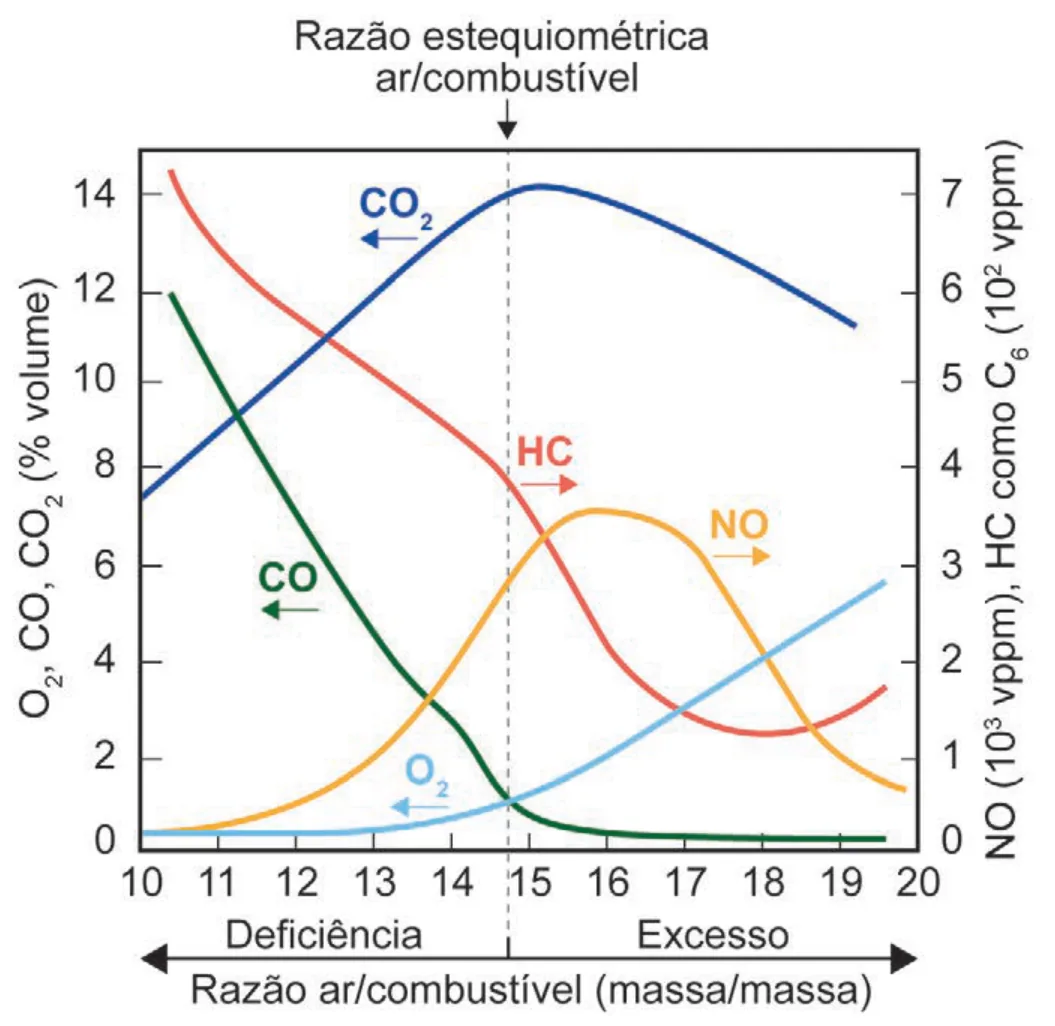 Razão estequiométrica
ar/combustível
O₂, CO, CO₂ (% volume)
14
12
10
8
6
4
2
0
CO₂
HC
NO
CO
O₂
7
6
5
4
3
2
1
0
NO (10³ vppm), HC como C₆ (10² vppm)
10 11 12 13 14 15 16 17 18 19 20
Deficiência Excesso
Razão ar/combustível (massa/massa)